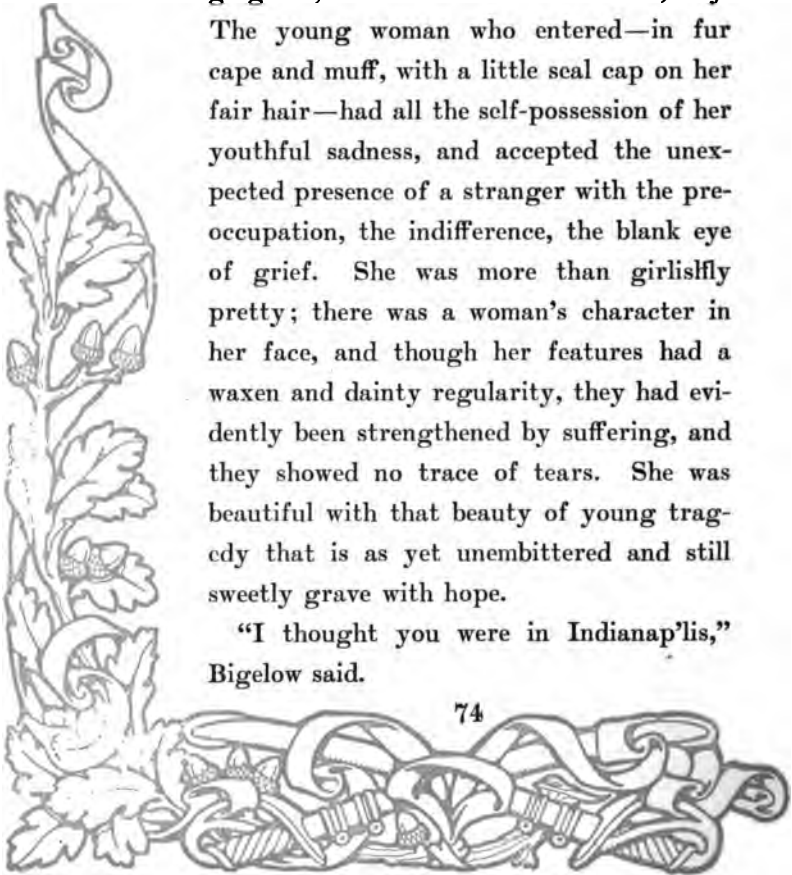 The young woman who entered—in fur
cape and muff, with a little seal cap on her
fair hair—had all the self-possession of her
youthful sadness, and accepted the unex-
pected presence of a stranger with the pre-
occupation, the indifference, the blank eye
of grief. She was more than girlishly
pretty; there was a woman's character in
her face, and though her features had a
waxen and dainty regularity, they had evi-
dently been strengthened by suffering, and
they showed no trace of tears. She was
beautiful with that beauty of young trag-
edy that is as yet unembittered and still
sweetly grave with hope.
"I thought you were in Indianap'lis,"
Bigelow said.
74